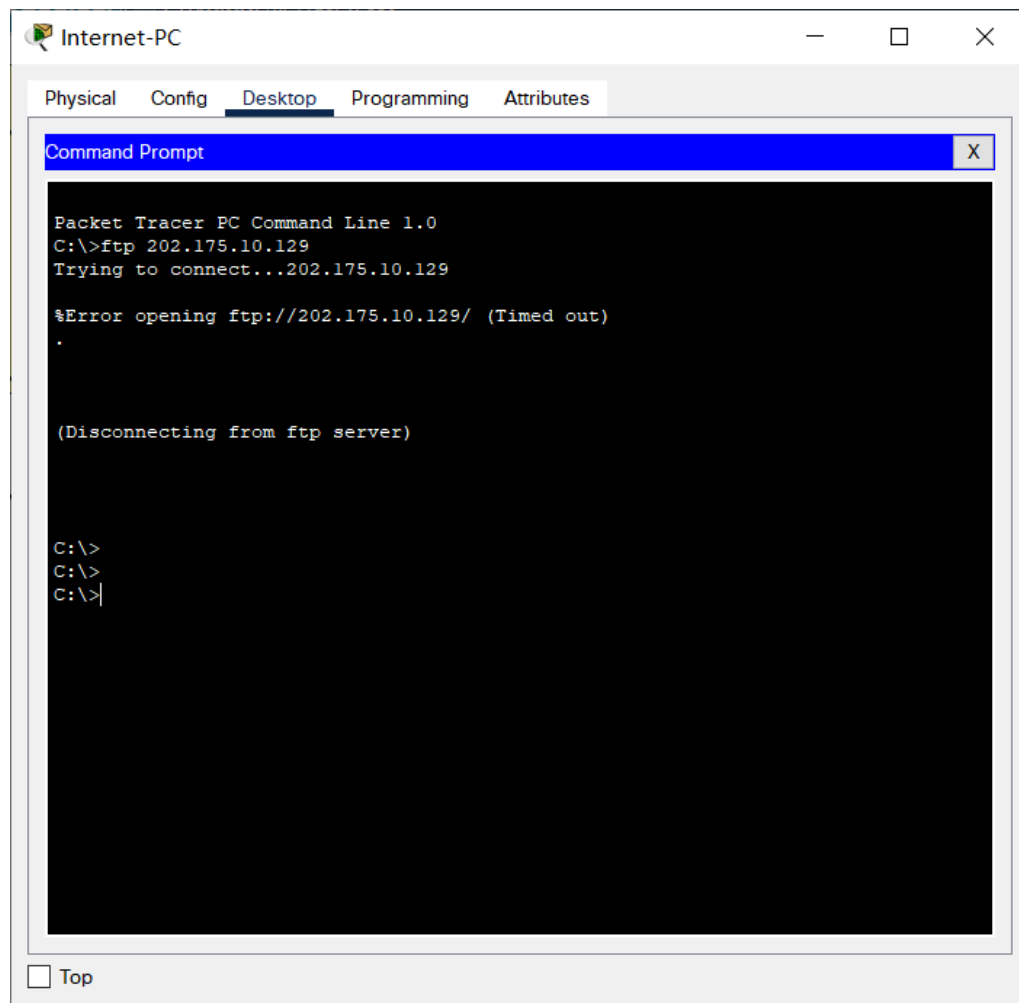 Internet-PC
Physical Config Desktop Programming Attributes
Command Prompt X
Packet Tracer PC Command Line 1.0
C:\>ftp 202.175.10.129
Trying to connect...202.175.10.129
%Error opening ftp://202.175.10.129/ (Timed out)
.
(Disconnecting from ftp server)
C:\>
C:\>
C:\>
Top